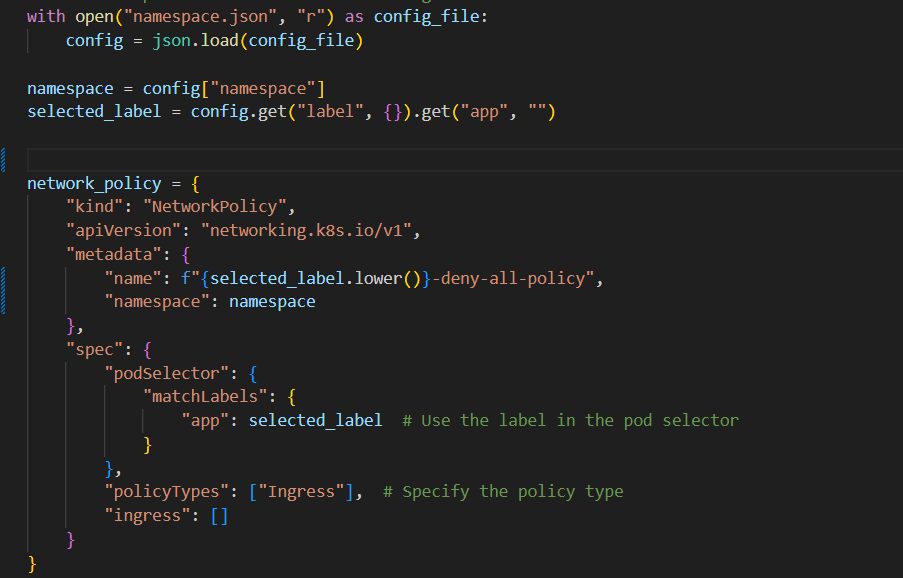 with open("namespace.json", "r") as config_file:
    config = json.load(config_file)
namespace = config["namespace"]
selected_label = config.get("label", {}).get("app", "")
network_policy = {
    "kind": "NetworkPolicy",
    "apiVersion": "networking.k8s.io/v1",
    "metadata": {
        "name": f"{selected_label.lower()}-deny-all-policy",
        "namespace": namespace
    },
    "spec": {
        "podSelector": {
            "matchLabels": {
                "app": selected_label  # Use the label in the pod selector
            }
        },
        "policyTypes": ["Ingress"],  # Specify the policy type
        "ingress": []
    }
}